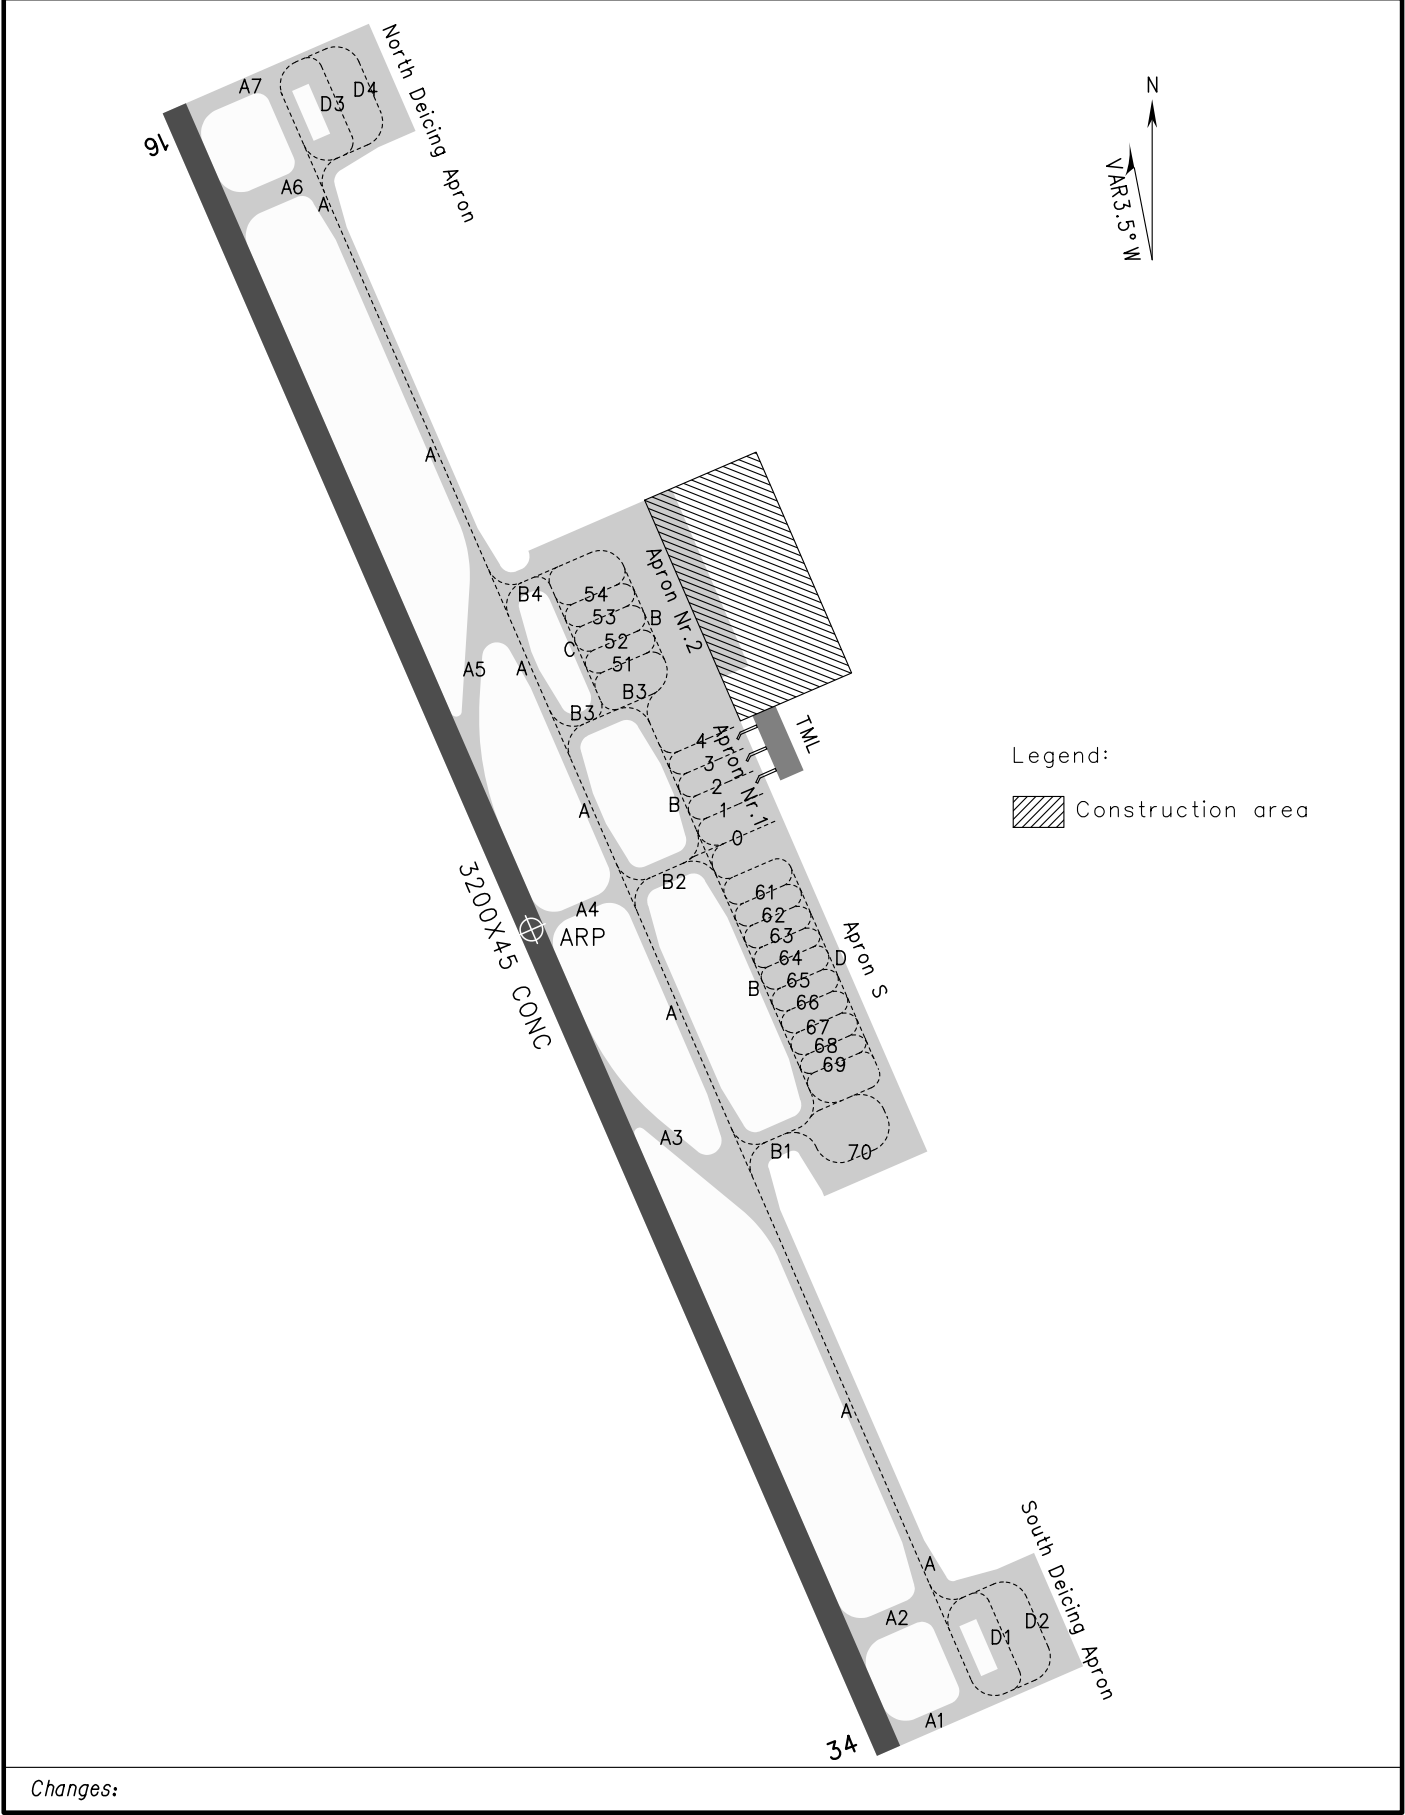 A7
D3
D4
North Deicing Apron
N
VAR3.5°W
16
A6
A
A
B4
54
53
52
51
B
C
Apron Nr.2
A5
A
B3
B3
4
3
2
1
0
Apron Nr.1
TML
Legend:
Construction area
A
B
B2
3200X45 CONC
A4
ARP
61
62
63
64
65
66
67
68
69
D
Apron S
B
A
A3
B1
70
A
A
South Deicing Apron
A2
D1
D2
A1
34
Changes: